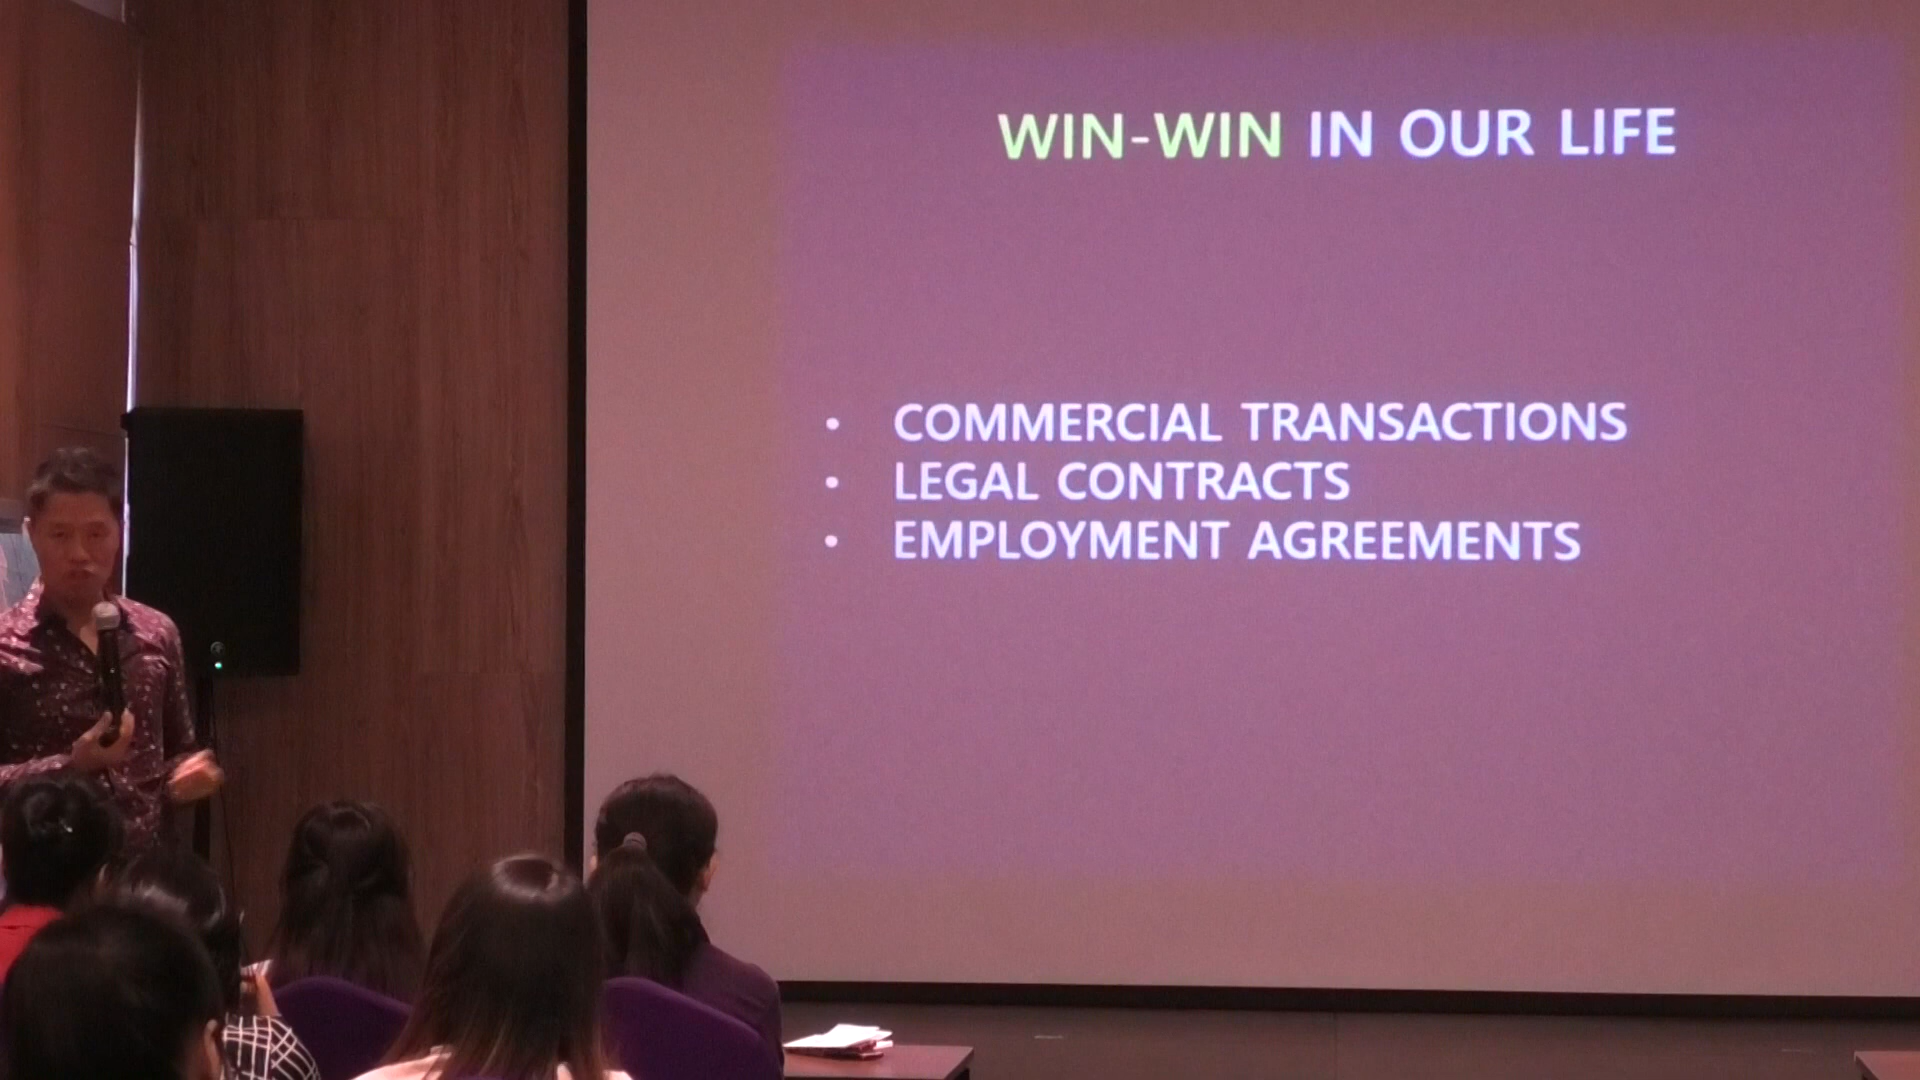 WIN-WIN IN OUR LIFE
• COMMERCIAL TRANSACTIONS
• LEGAL CONTRACTS
• EMPLOYMENT AGREEMENTS